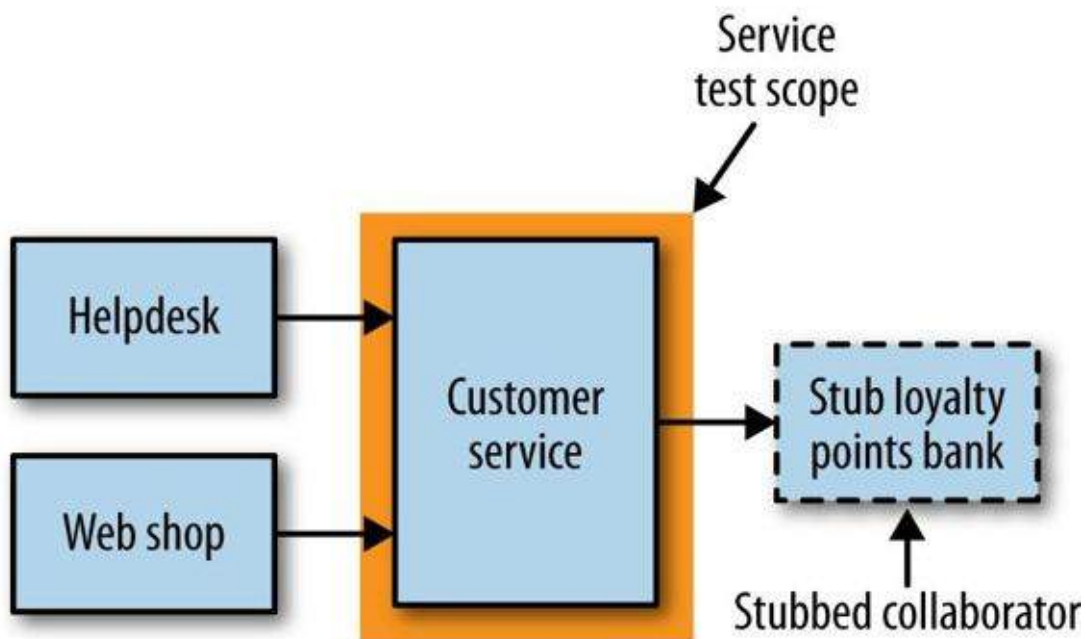 Service
test scope
Helpdesk
Customer
service
Web shop
Stub loyalty
points bank
Stubbed collaborator